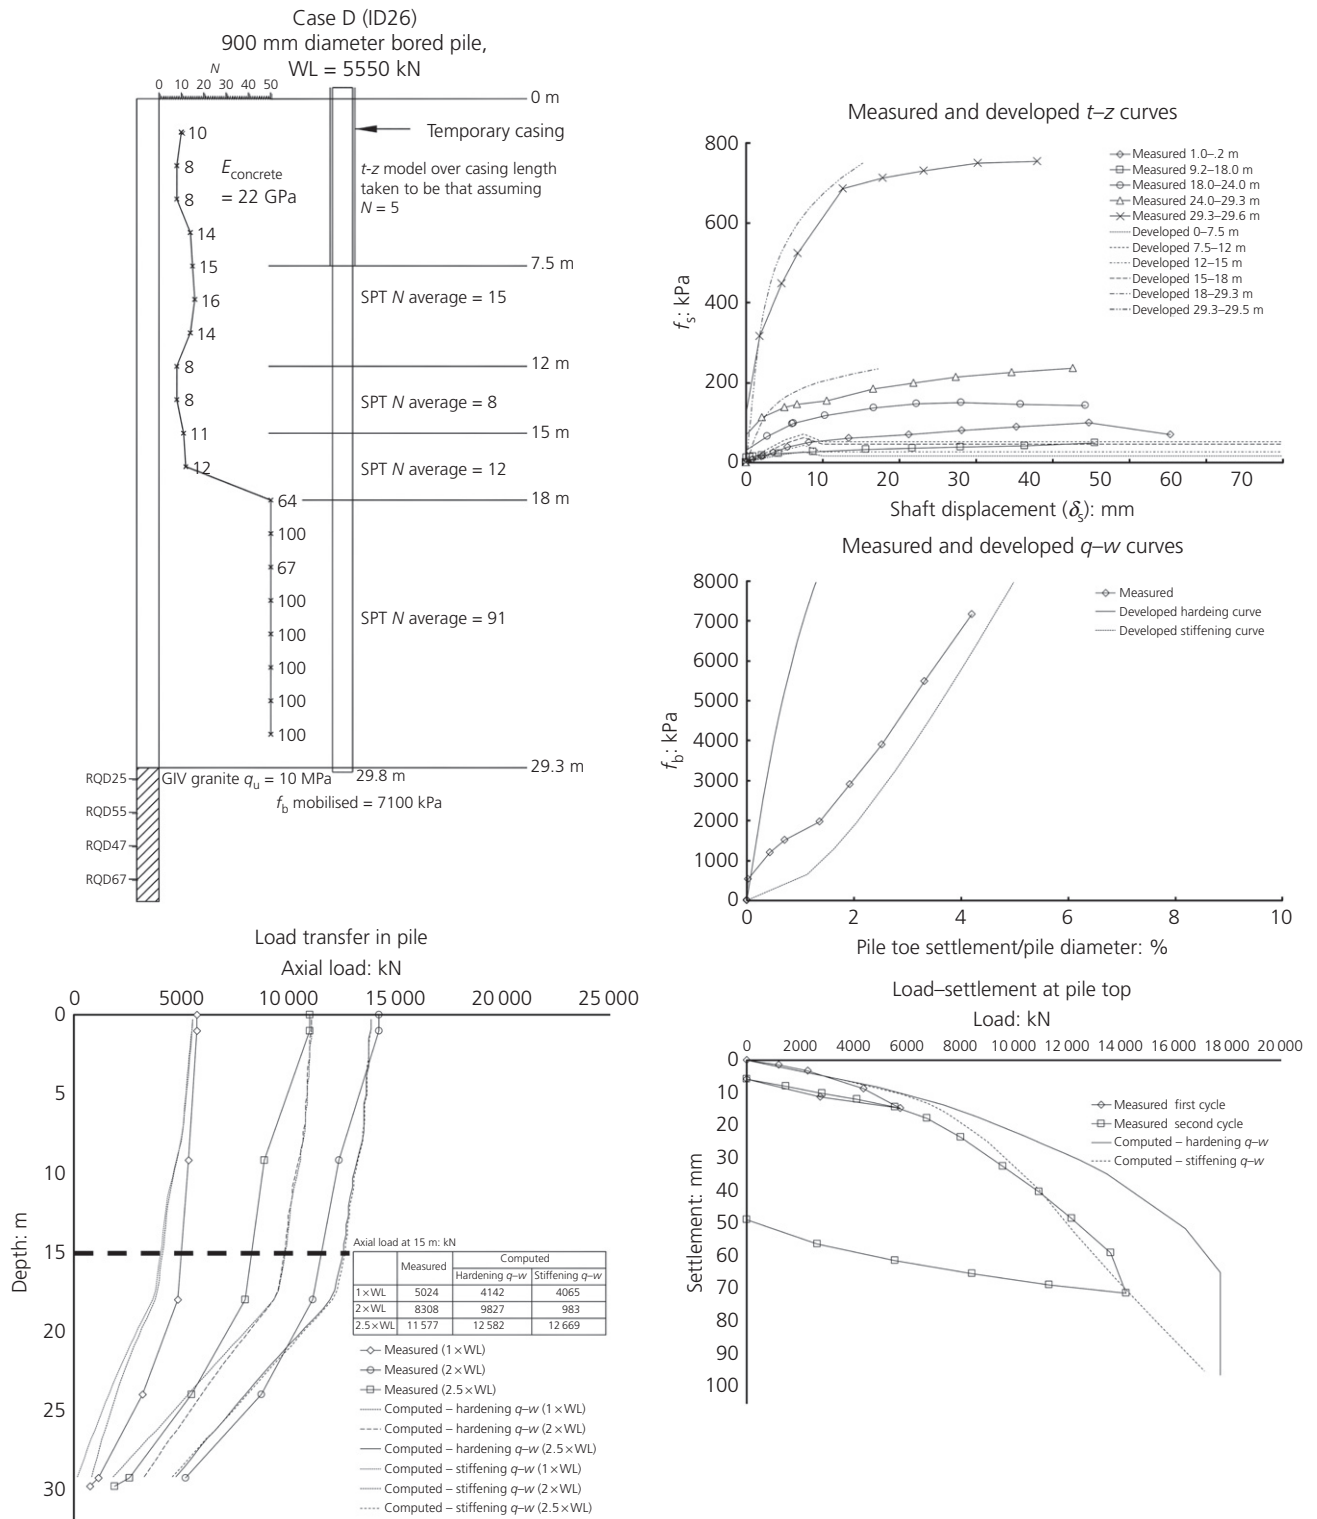 Case D (ID26)
900 mm diameter bored pile,
WL = 5550 kN
N
0 10 20 30 40 50
0 m
10
Temporary casing
8
E concrete
= 22 GPa
t-z model over casing length
taken to be that assuming
N = 5
8
14
15
7.5 m
16
SPT N average = 15
14
8
12 m
8
SPT N average = 8
11
15 m
12
SPT N average = 12
64
18 m
100
67
100
SPT N average = 91
100
100
100
100
29.3 m
RQD25
GIV granite qu = 10 MPa
29.8 m
fb mobilised = 7100 kPa
RQD55
RQD47
RQD67
Measured and developed t–z curves
800
600
400
200
0
fs: kPa
Measured 1.0–.2 m
Measured 9.2–18.0 m
Measured 18.0–24.0 m
Measured 24.0–29.3 m
Measured 29.3–29.6 m
Developed 0–7.5 m
Developed 7.5–12 m
Developed 12–15 m
Developed 15–18 m
Developed 18–29.3 m
Developed 29.3–29.5 m
0 10 20 30 40 50 60 70
Shaft displacement (δs): mm
Measured and developed q–w curves
8000
7000
6000
5000
4000
3000
2000
1000
0
fb: kPa
Measured
Developed hardeing curve
Developed stiffening curve
0 2 4 6 8 10
Pile toe settlement/pile diameter: %
Load transfer in pile
Axial load: kN
0 5000 10 000 15 000 20 000 25 000
0
5
10
15
20
25
30
Depth: m
Axial load at 15 m: kN
Measured Computed
Hardening q–w Stiffening q–w
1×WL 5024 4142 4065
2×WL 8308 9827 983
2.5×WL 11 577 12 582 12 669
Measured (1×WL)
Measured (2×WL)
Measured (2.5×WL)
Computed – hardening q–w (1×WL)
Computed – hardening q–w (2×WL)
Computed – hardening q–w (2.5×WL)
Computed – stiffening q–w (1×WL)
Computed – stiffening q–w (2×WL)
Computed – stiffening q–w (2.5×WL)
Load–settlement at pile top
Load: kN
0 2000 4000 6000 8000 10 000 12 000 14 000 16 000 18 000 20 000
0
10
20
30
40
50
60
70
80
90
100
Settlement: mm
Measured first cycle
Measured second cycle
Computed – hardening q–w
Computed – stiffening q–w